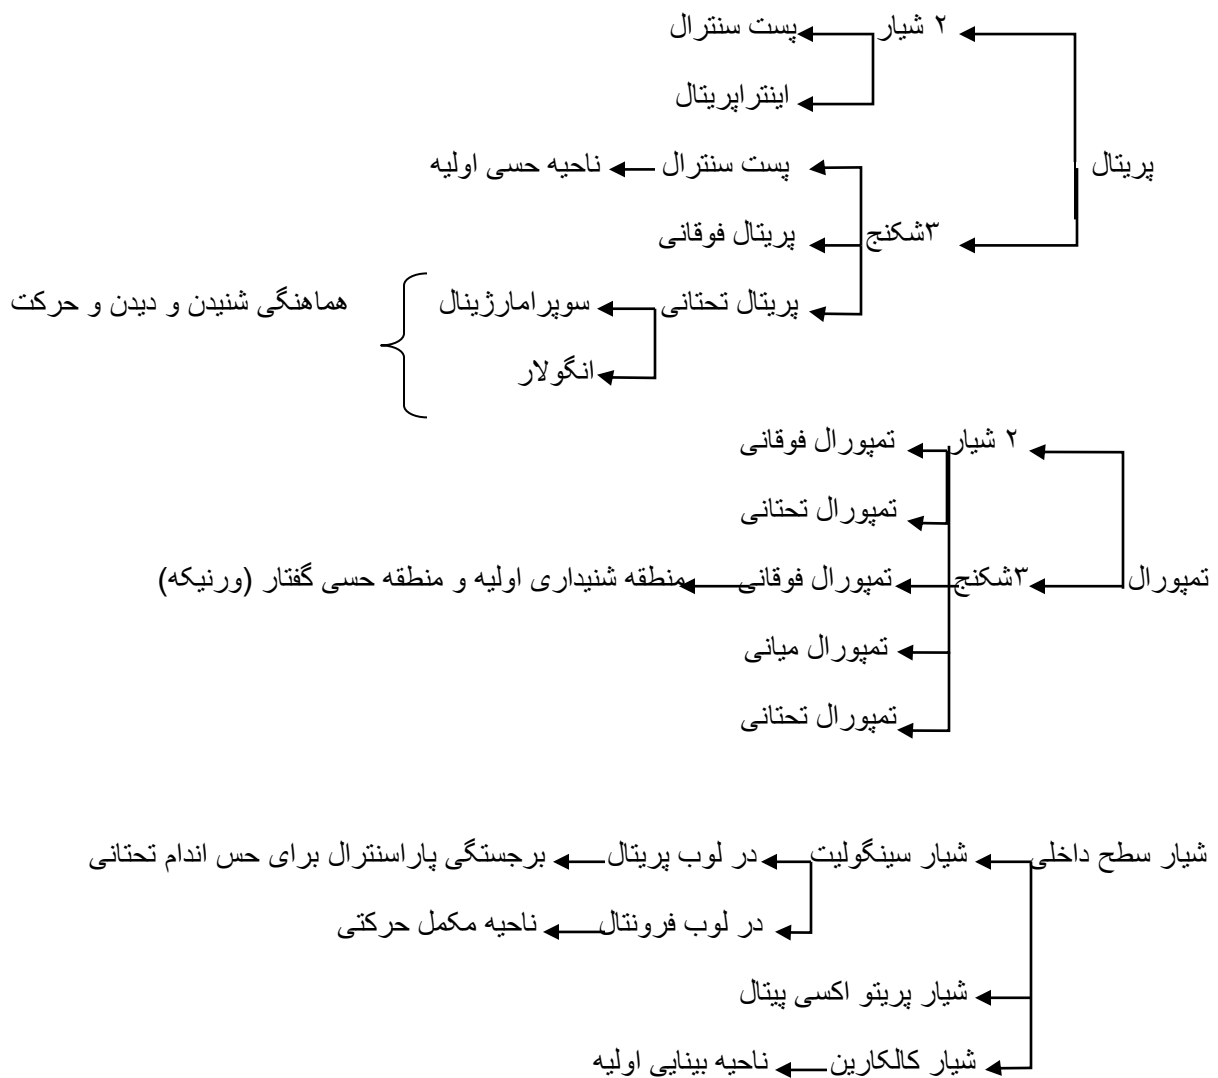 ۲ شیار پست سنترال
اینتراپریتال
پریتال پست سنترال ناحیه حسی اولیه
۳شکنج پریتال فوقانی
پریتال تحتانی سوپرامارژینال هماهنگی شنیدن و دیدن و حرکت
انگولار
۲ شیار تمپورال فوقانی
تمپورال تحتانی
تمپورال ۳شکنج تمپورال فوقانی منطقه شنیداری اولیه و منطقه حسی گفتار (ورنیکه)
تمپورال میانی
تمپورال تحتانی
شیار سطح داخلی شیار سینگولیت در لوب پریتال برجستگی پاراسنترال برای حس اندام تحتانی
در لوب فرونتال ناحیه مکمل حرکتی
شیار پریتو اکسی پیتال
شیار کالکارین ناحیه بینایی اولیه